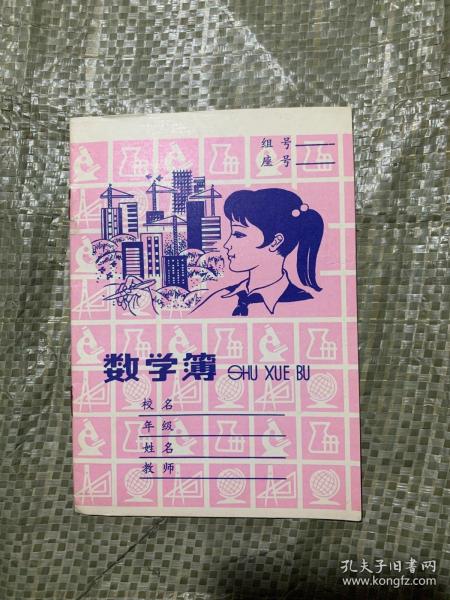 组号
座号
数学簿 SHU XUE BU
校名
年级
姓名
教师
孔夫子旧书网
www.kongfz.com